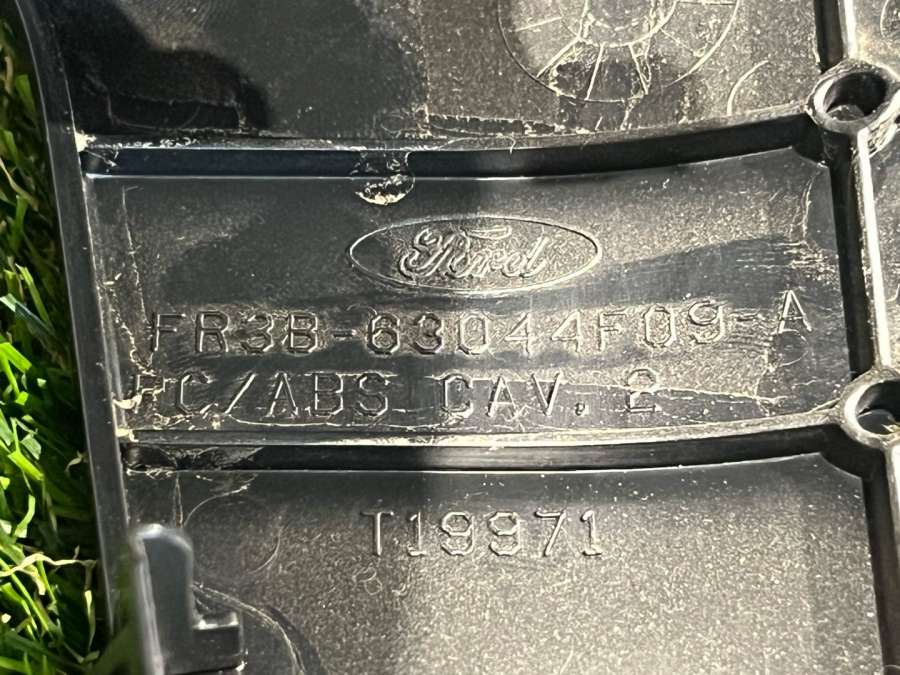 Ford
FR3B-63044F09-A
PC/ABS CAV. 2
T19971